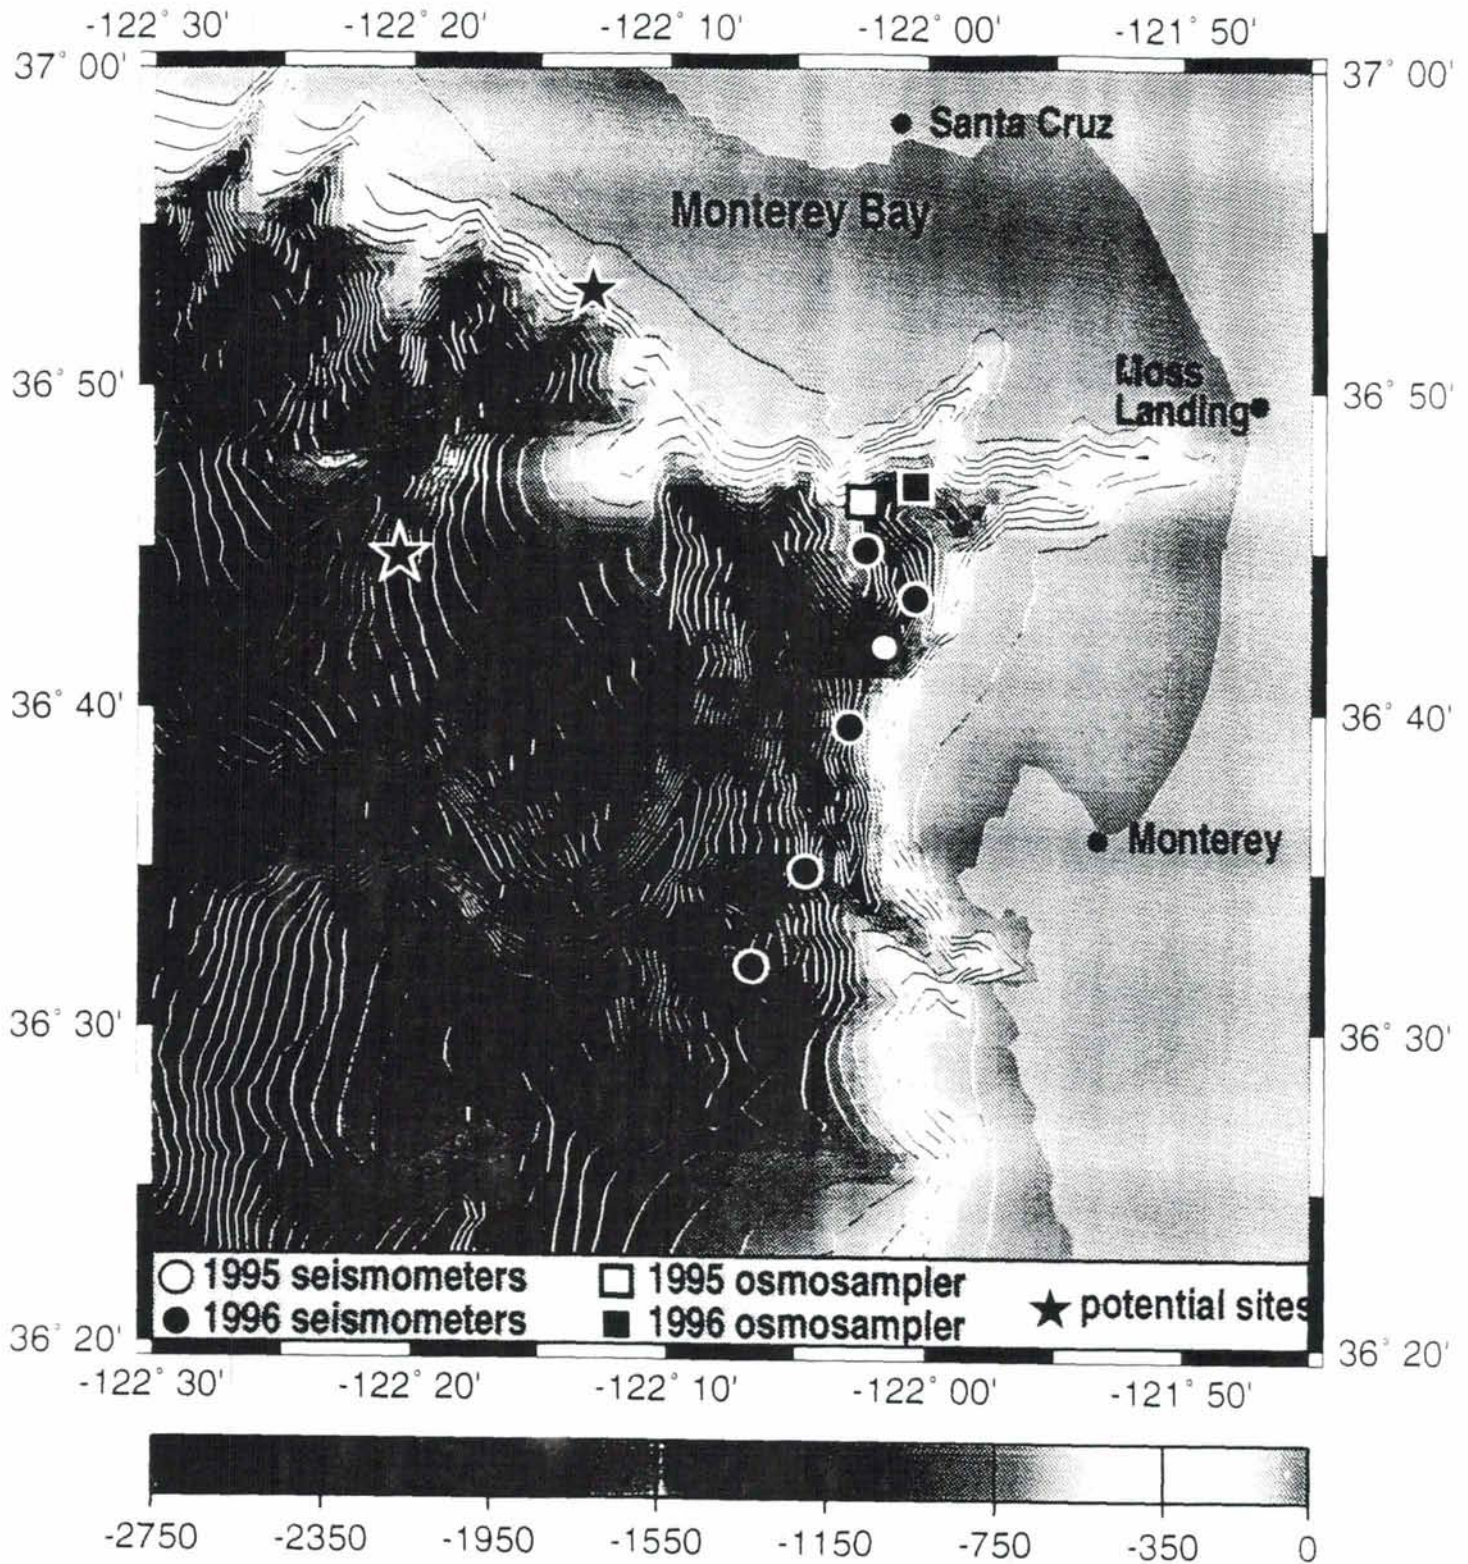 -122° 30' -122° 20' -122° 10' -122° 00' -121° 50'
37° 00' 37° 00'
Santa Cruz
Monterey Bay
Moss
Landing
36° 50' 36° 50'
36° 40' 36° 40'
Monterey
36° 30' 36° 30'
1995 seismometers 1995 osmosampler
1996 seismometers 1996 osmosampler
potential sites
36° 20' 36° 20'
-122° 30' -122° 20' -122° 10' -122° 00' -121° 50'
-2750 -2350 -1950 -1550 -1150 -750 -350 0